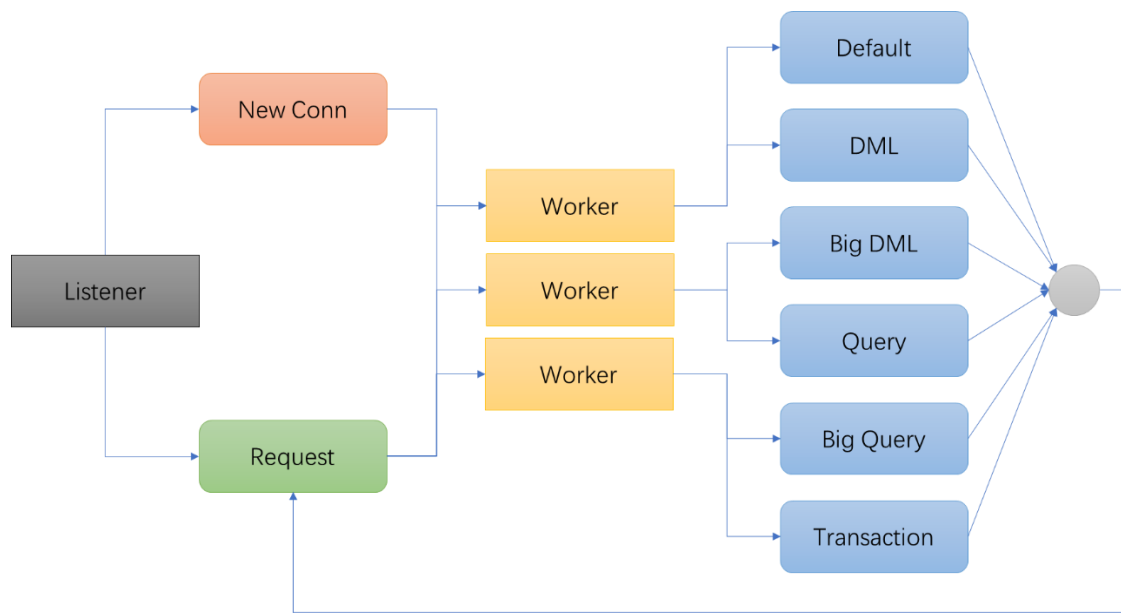 Listener
New Conn
Request
Worker
Worker
Worker
Default
DML
Big DML
Query
Big Query
Transaction